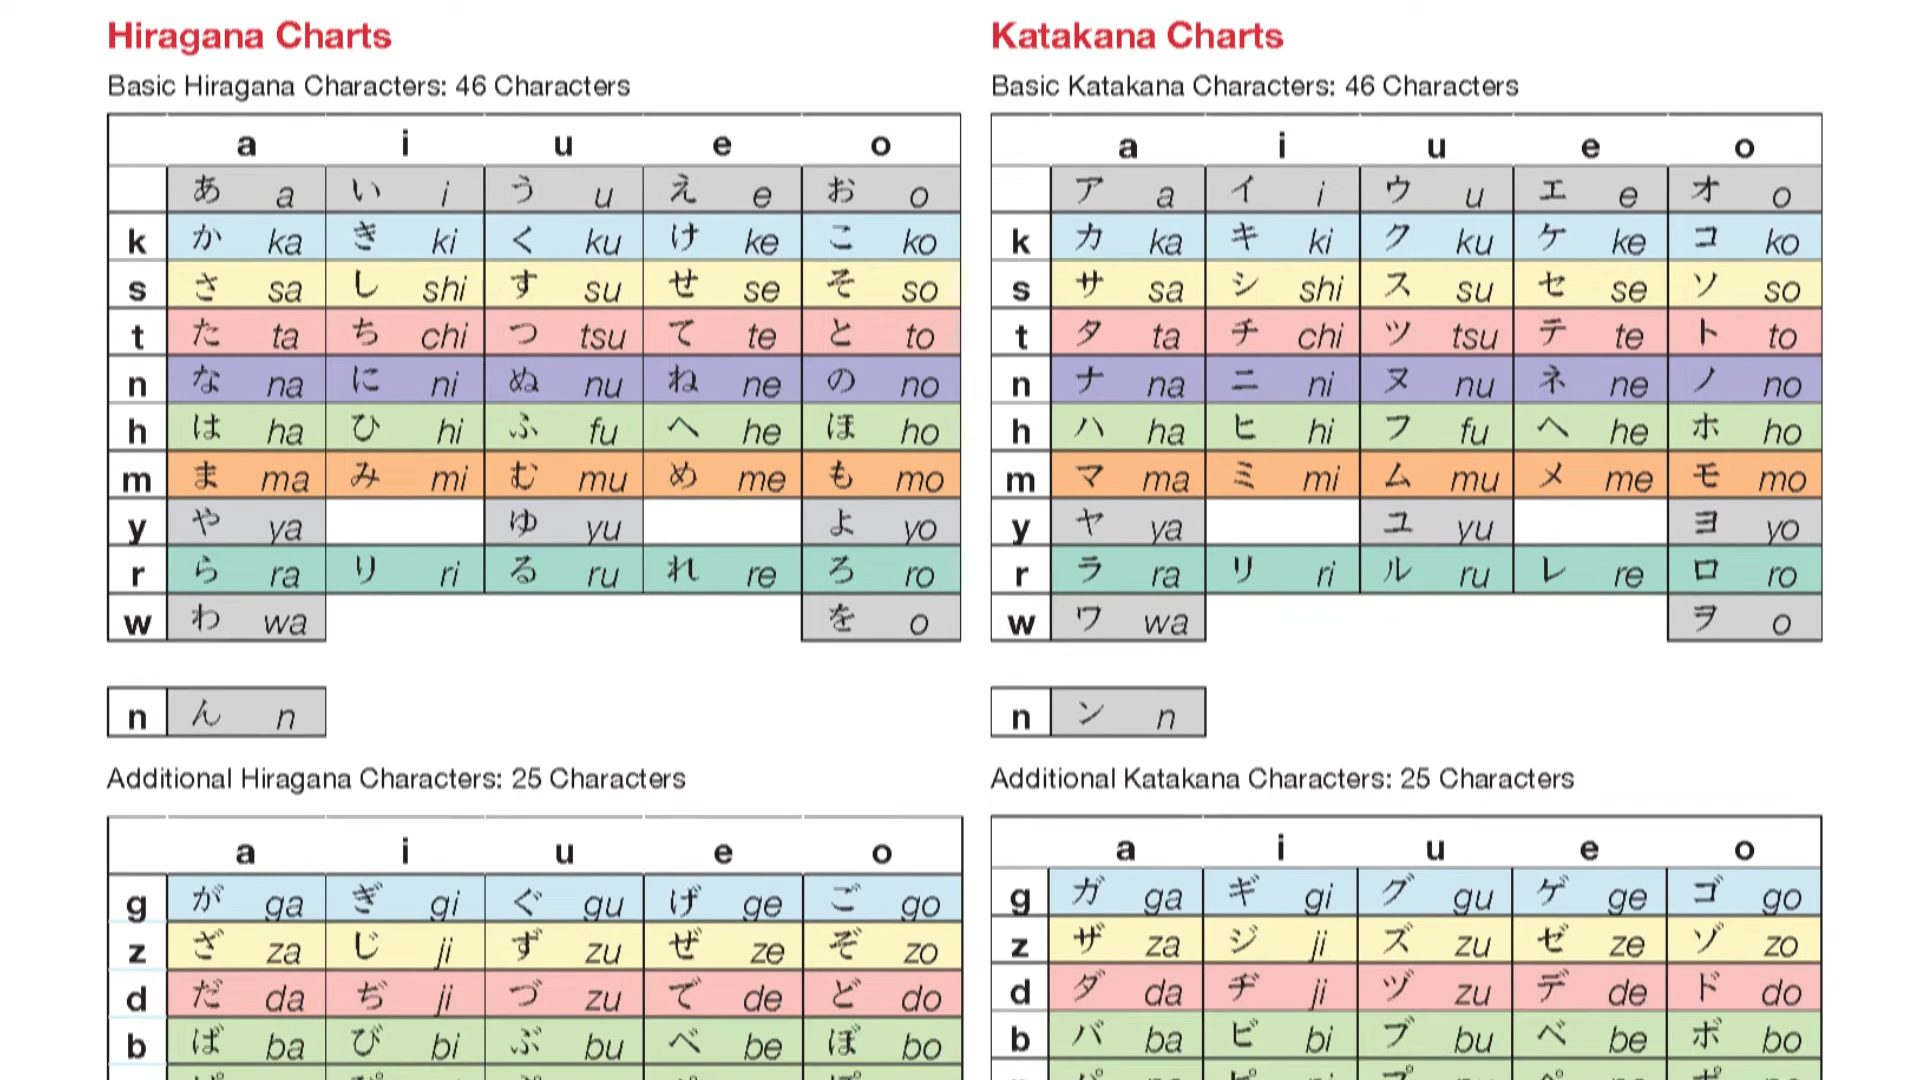 Hiragana Charts
Basic Hiragana Characters: 46 Characters
a i u e o
あ a い i う u え e お o
k か ka き ki く ku け ke こ ko
s さ sa し shi す su せ se そ so
t た ta ち chi つ tsu て te と to
n な na に ni ぬ nu ね ne の no
h は ha ひ hi ふ fu へ he ほ ho
m ま ma み mi む mu め me も mo
y や ya ゆ yu よ yo
r ら ra り ri る ru れ re ろ ro
w わ wa を o
n ん n
Additional Hiragana Characters: 25 Characters
a i u e o
g が ga ぎ gi ぐ gu げ ge ご go
z ざ za じ ji ず zu ぜ ze ぞ zo
d だ da ぢ ji づ zu で de ど do
b ば ba び bi ぶ bu べ be ぼ bo
Katakana Charts
Basic Katakana Characters: 46 Characters
a i u e o
ア a イ i ウ u エ e オ o
k カ ka キ ki ク ku ケ ke コ ko
s サ sa シ shi ス su セ se ソ so
t タ ta チ chi ツ tsu テ te ト to
n ナ na ニ ni ヌ nu ネ ne ノ no
h ハ ha ヒ hi フ fu ヘ he ホ ho
m マ ma ミ mi ム mu メ me モ mo
y ヤ ya ユ yu ヨ yo
r ラ ra リ ri ル ru レ re ロ ro
w ワ wa ヲ o
n ン n
Additional Katakana Characters: 25 Characters
a i u e o
g ガ ga ギ gi グ gu ゲ ge ゴ go
z ザ za ジ ji ズ zu ゼ ze ゾ zo
d ダ da ヂ ji ヅ zu デ de ド do
b バ ba ビ bi ブ bu ベ be ボ bo